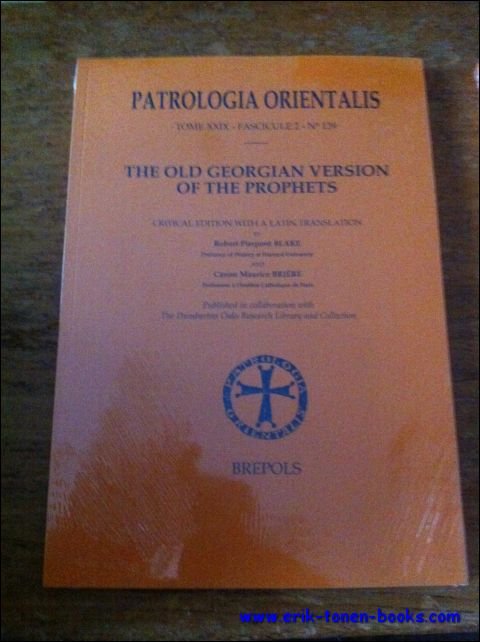 PATROLOGIA ORIENTALIS
TOME XXIX - FASCICULE 2 - N° 139
THE OLD GEORGIAN VERSION
OF THE PROPHETS
CRITICAL EDITION WITH A LATIN TRANSLATION
BY
Robert Pierpont BLAKE
Professor of History at Harvard University
AND
Canon Maurice BRIÈRE
Professeur à l'Institut Catholique de Paris
Published in collaboration with
The Dumbarton Oaks Research Library and Collection
PATROLOGIA
ORIENTALIS
BREPOLS
www.erik-tonen-books.com